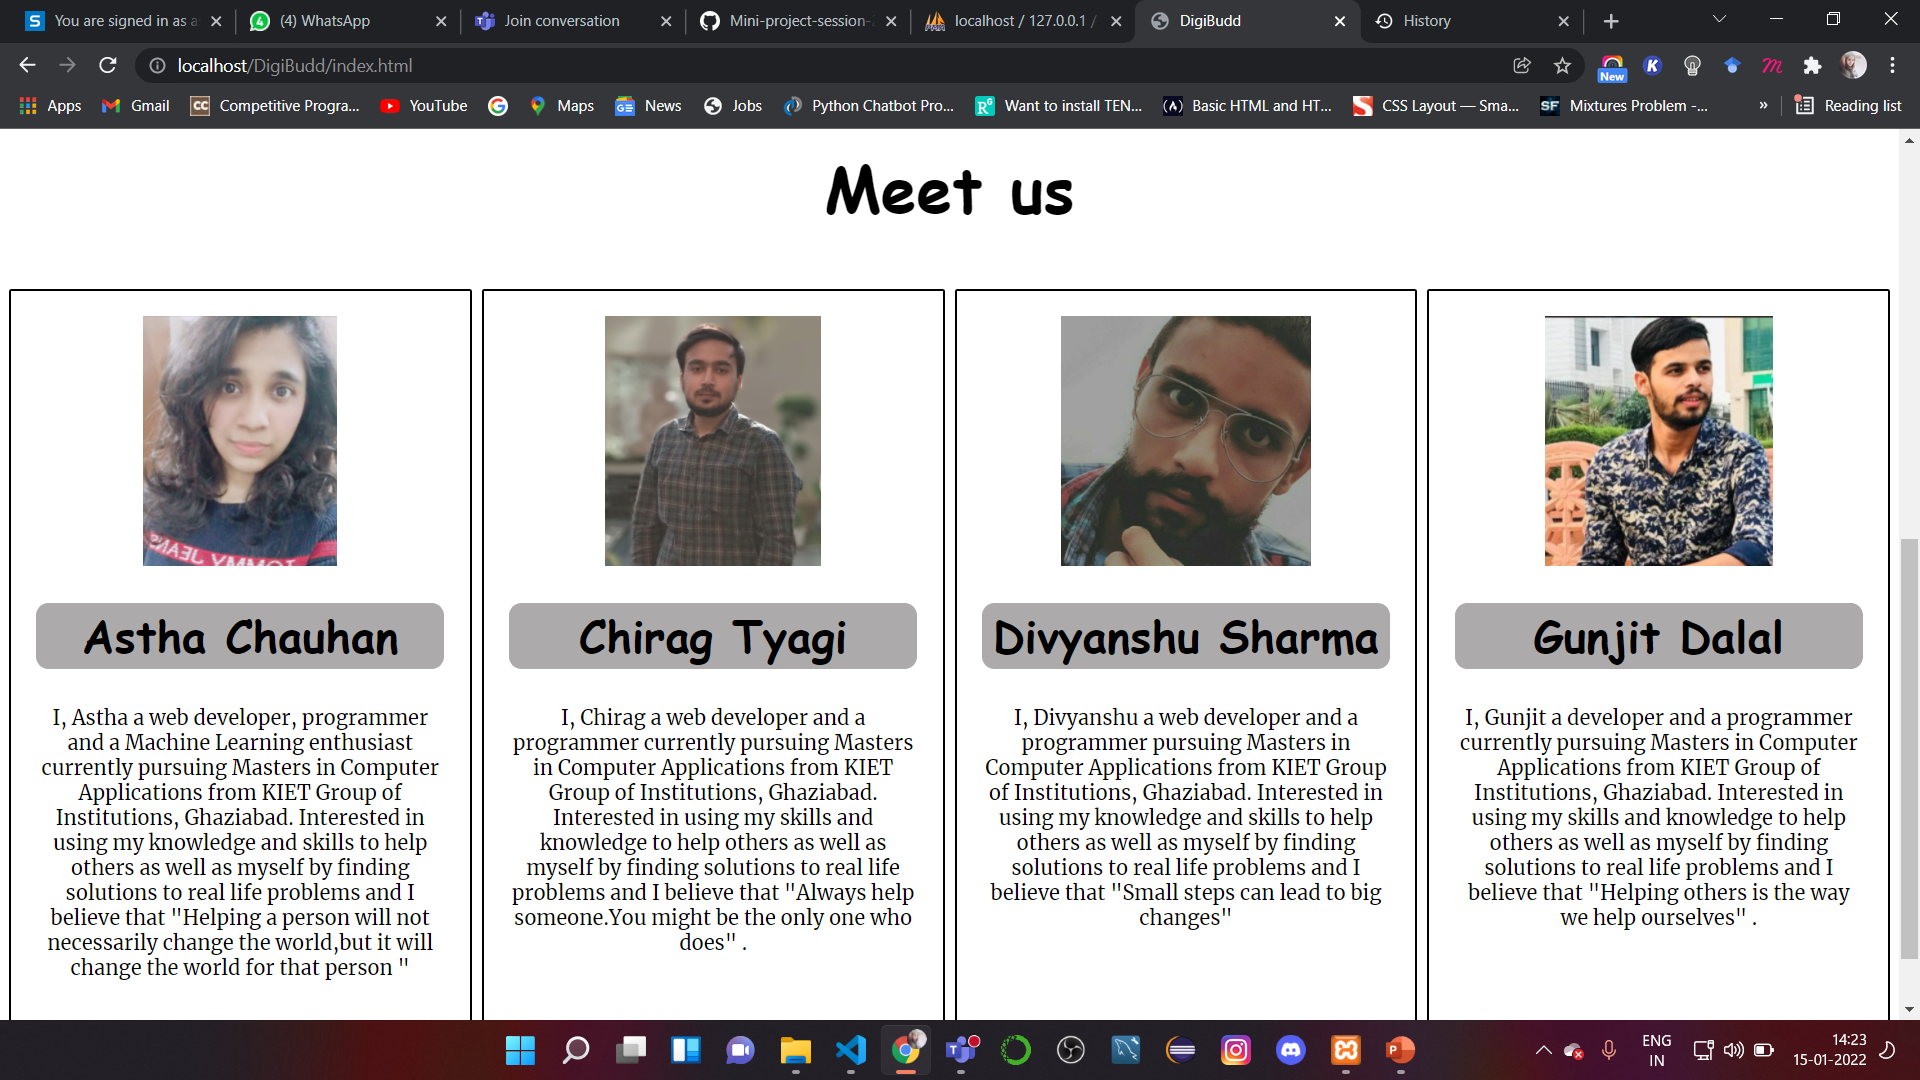 You are signed in as a
(4) WhatsApp
Join conversation
Mini-project-session-2
localhost / 127.0.0.1 /
DigiBudd
History
localhost/DigiBudd/index.html
New
Apps
Gmail
Competitive Progra...
YouTube
Maps
News
Jobs
Python Chatbot Pro...
Want to install TEN...
Basic HTML and HT...
CSS Layout — Sma...
Mixtures Problem -...
»
Reading list
Meet us
TOMMY JEANS
Astha Chauhan
I, Astha a web developer, programmer
and a Machine Learning enthusiast
currently pursuing Masters in Computer
Applications from KIET Group of
Institutions, Ghaziabad. Interested in
using my knowledge and skills to help
others as well as myself by finding
solutions to real life problems and I
believe that "Helping a person will not
necessarily change the world,but it will
change the world for that person "
Chirag Tyagi
I, Chirag a web developer and a
programmer currently pursuing Masters
in Computer Applications from KIET
Group of Institutions, Ghaziabad.
Interested in using my skills and
knowledge to help others as well as
myself by finding solutions to real life
problems and I believe that "Always help
someone.You might be the only one who
does" .
Divyanshu Sharma
I, Divyanshu a web developer and a
programmer pursuing Masters in
Computer Applications from KIET Group
of Institutions, Ghaziabad. Interested in
using my knowledge and skills to help
others as well as myself by finding
solutions to real life problems and I
believe that "Small steps can lead to big
changes"
Gunjit Dalal
I, Gunjit a developer and a programmer
currently pursuing Masters in Computer
Applications from KIET Group of
Institutions, Ghaziabad. Interested in
using my skills and knowledge to help
others as well as myself by finding
solutions to real life problems and I
believe that "Helping others is the way
we help ourselves" .
ENG
IN
14:23
15-01-2022